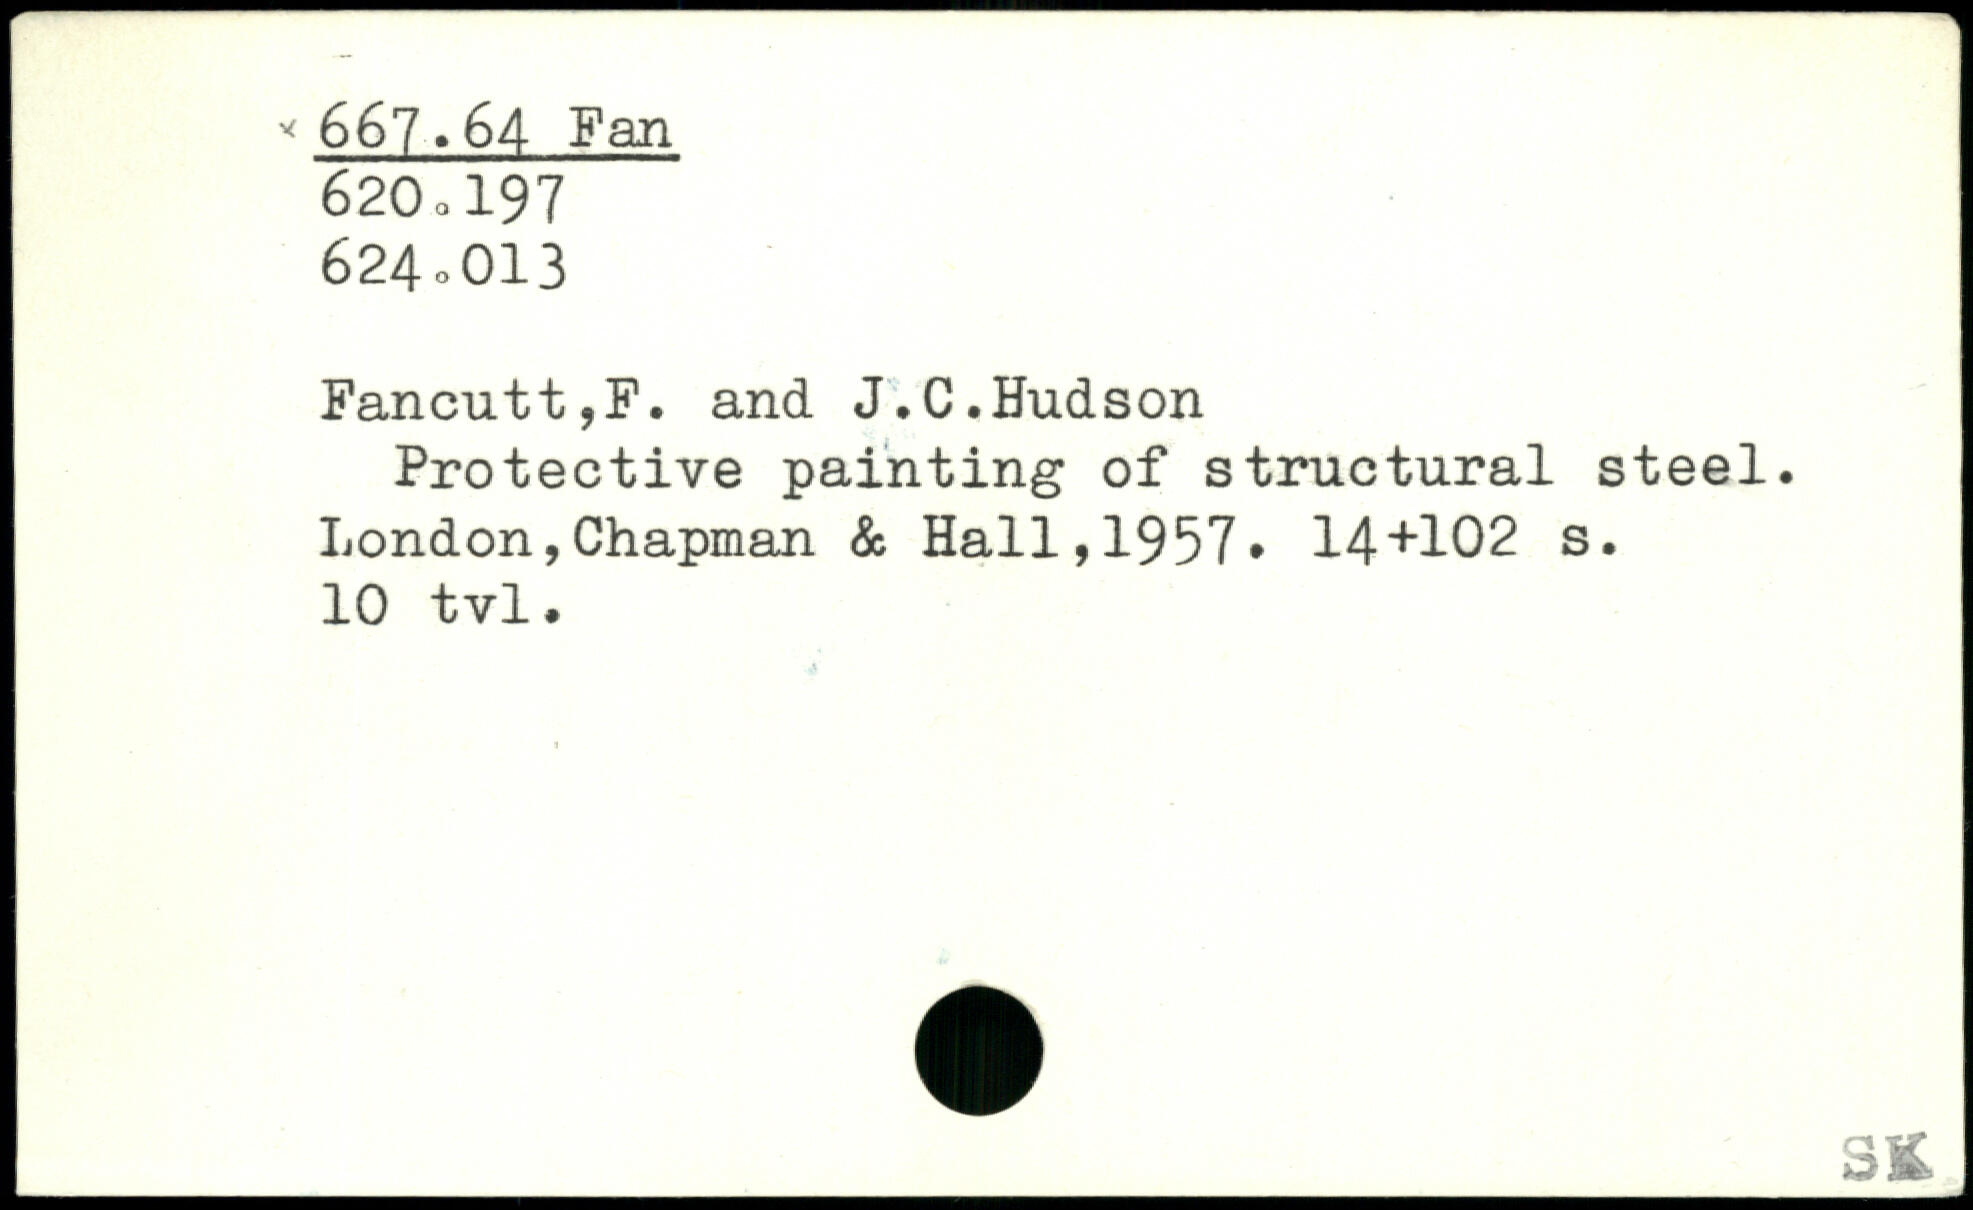 x 667.64 Fan
620.197
624.013
Fancutt,F. and J.C.Hudson
Protective painting of structural steel.
London,Chapman & Hall,1957. 14+102 s.
10 tvl.
SK